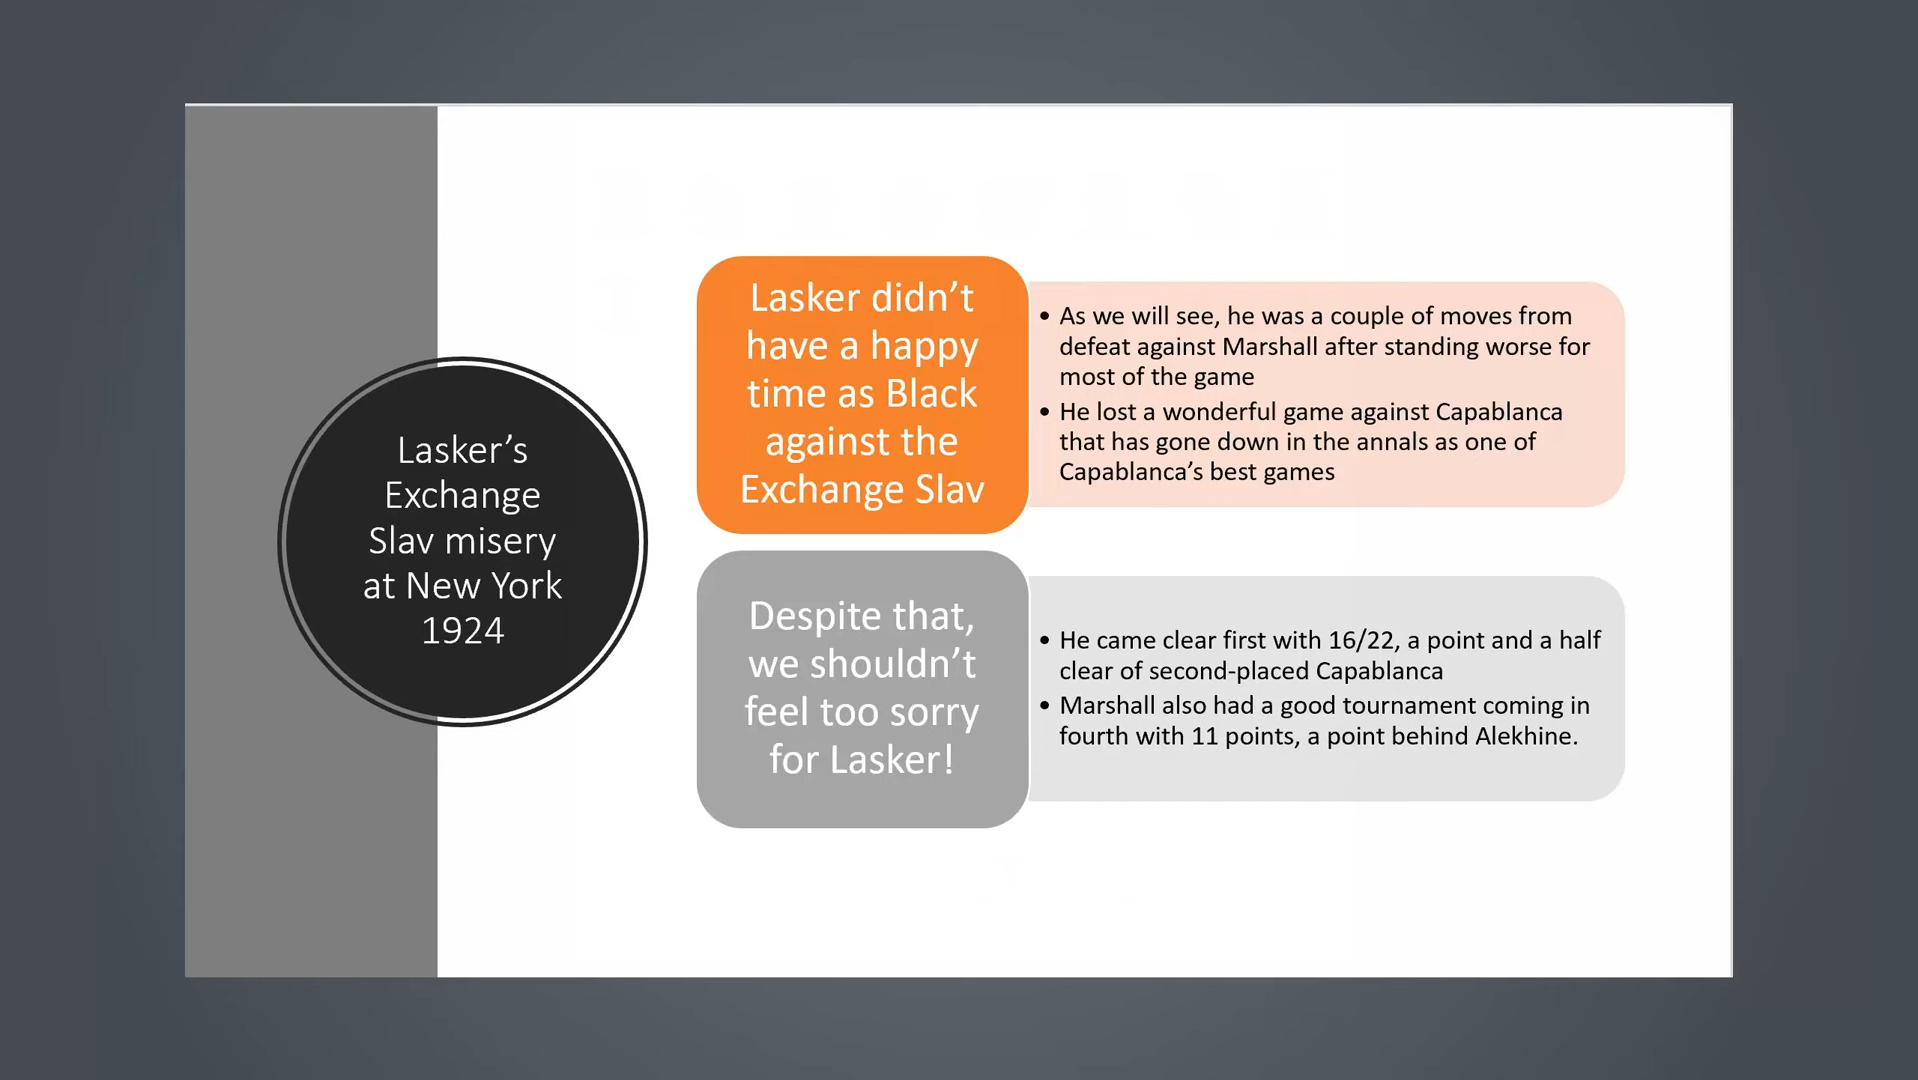 Lasker’s
Exchange
Slav misery
at New York
1924
Lasker didn’t
have a happy
time as Black
against the
Exchange Slav
• As we will see, he was a couple of moves from
defeat against Marshall after standing worse for
most of the game
• He lost a wonderful game against Capablanca
that has gone down in the annals as one of
Capablanca’s best games
Despite that,
we shouldn’t
feel too sorry
for Lasker!
• He came clear first with 16/22, a point and a half
clear of second-placed Capablanca
• Marshall also had a good tournament coming in
fourth with 11 points, a point behind Alekhine.